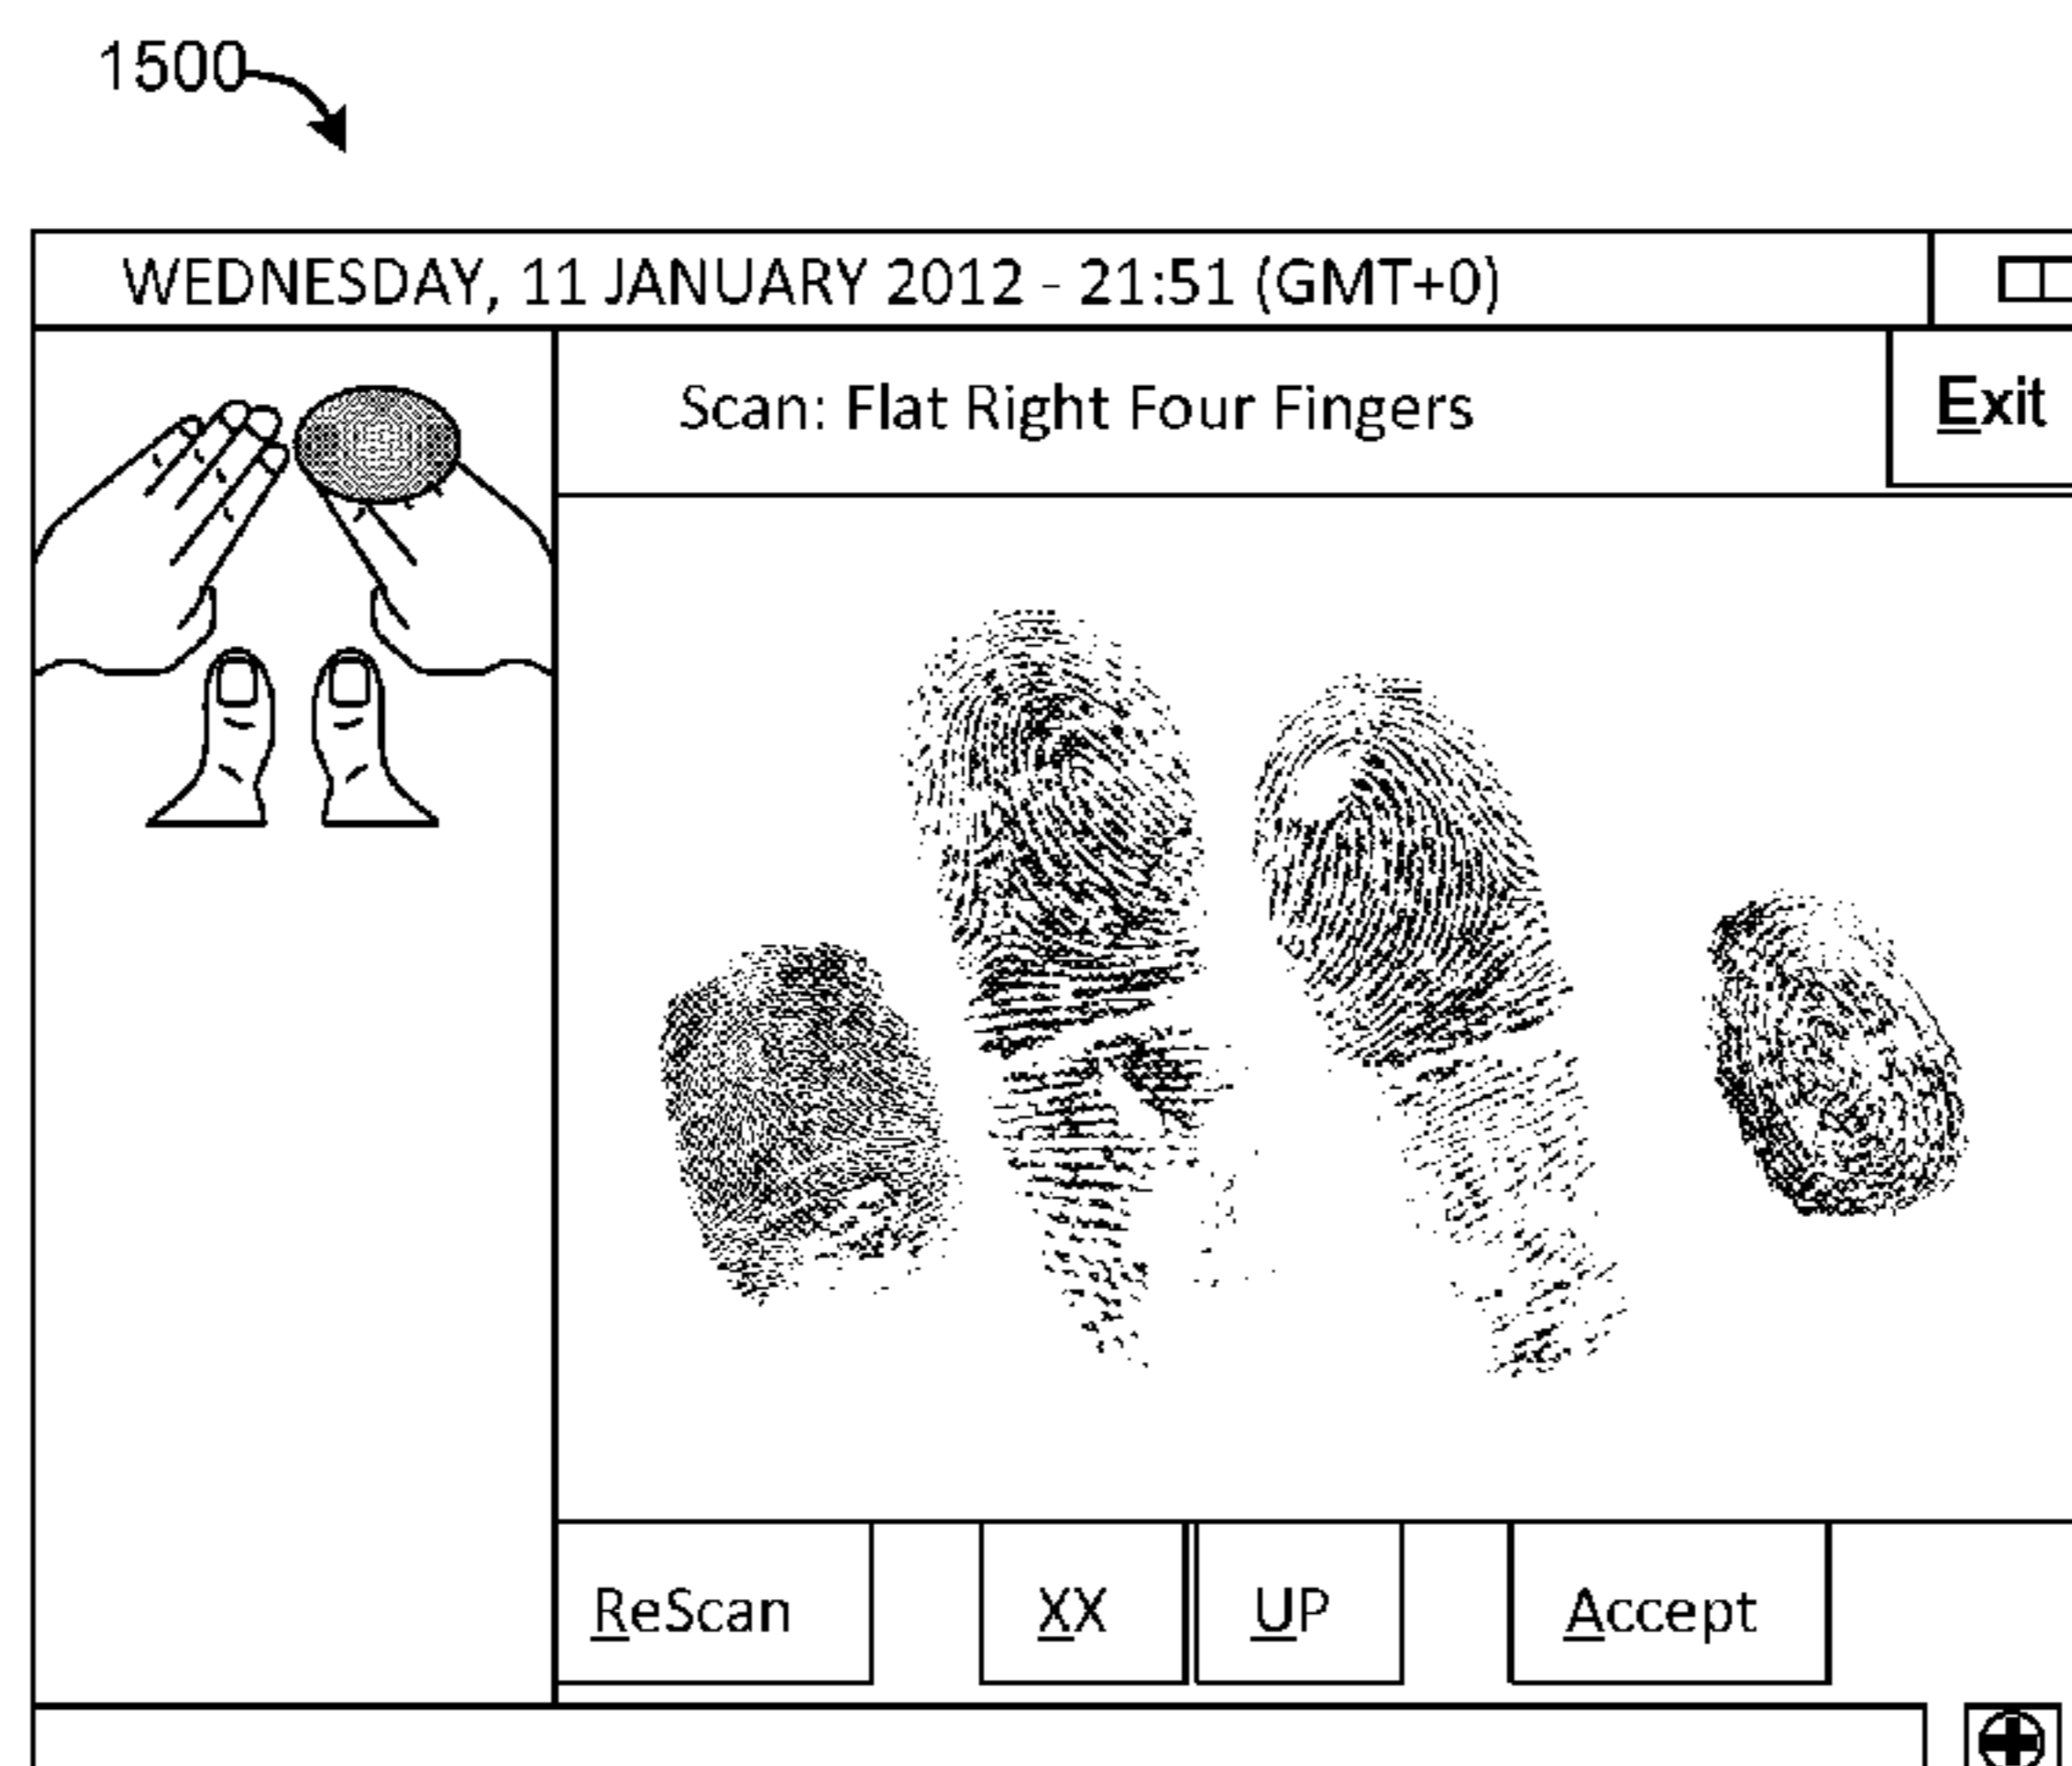 1500
WEDNESDAY, 11 JANUARY 2012 - 21:51 (GMT+0)
Scan: Flat Right Four Fingers
Exit
ReScan
XX
UP
Accept